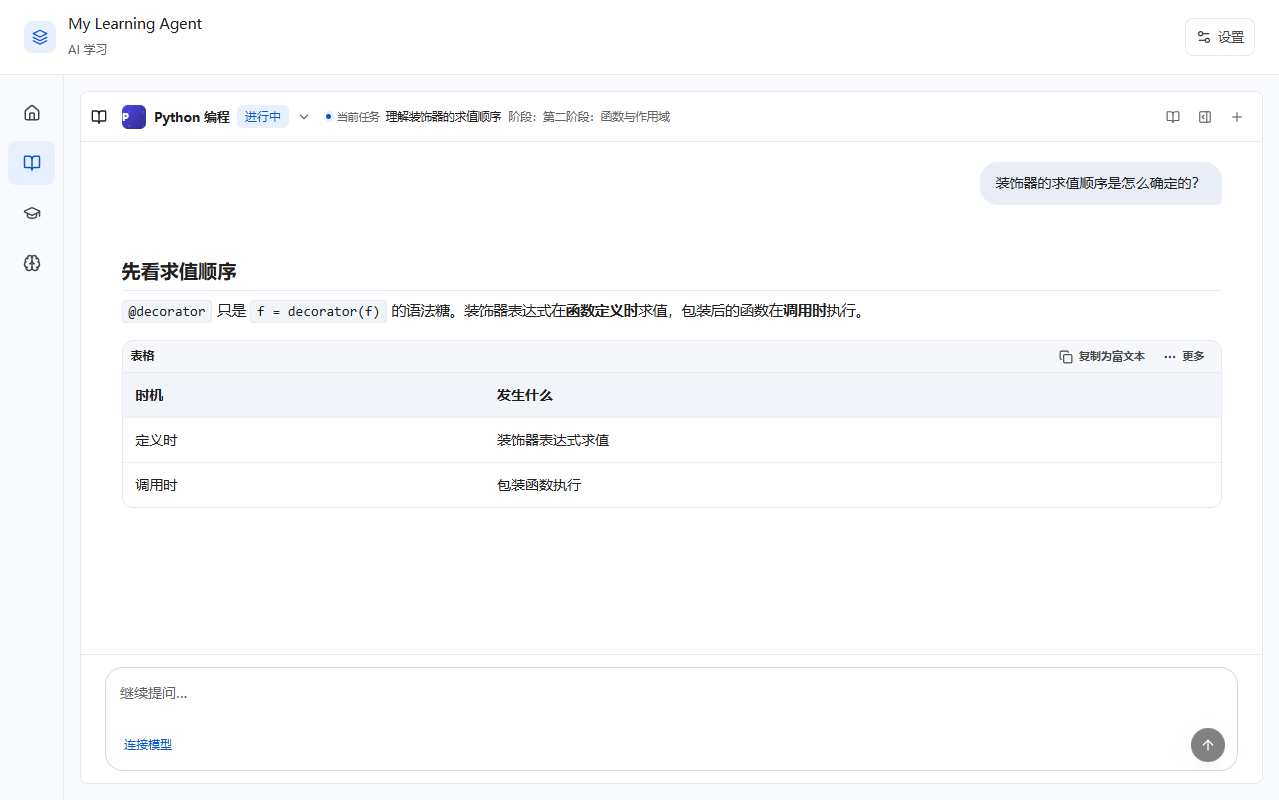 My Learning Agent
AI 学习
设置
P Python 编程 进行中 当前任务 理解装饰器的求值顺序 阶段：第二阶段：函数与作用域
装饰器的求值顺序是怎么确定的？
先看求值顺序
@decorator 只是 f = decorator(f) 的语法糖。装饰器表达式在函数定义时求值，包装后的函数在调用时执行。
表格 复制为富文本 ··· 更多
时机 发生什么
定义时 装饰器表达式求值
调用时 包装函数执行
继续提问...
连接模型